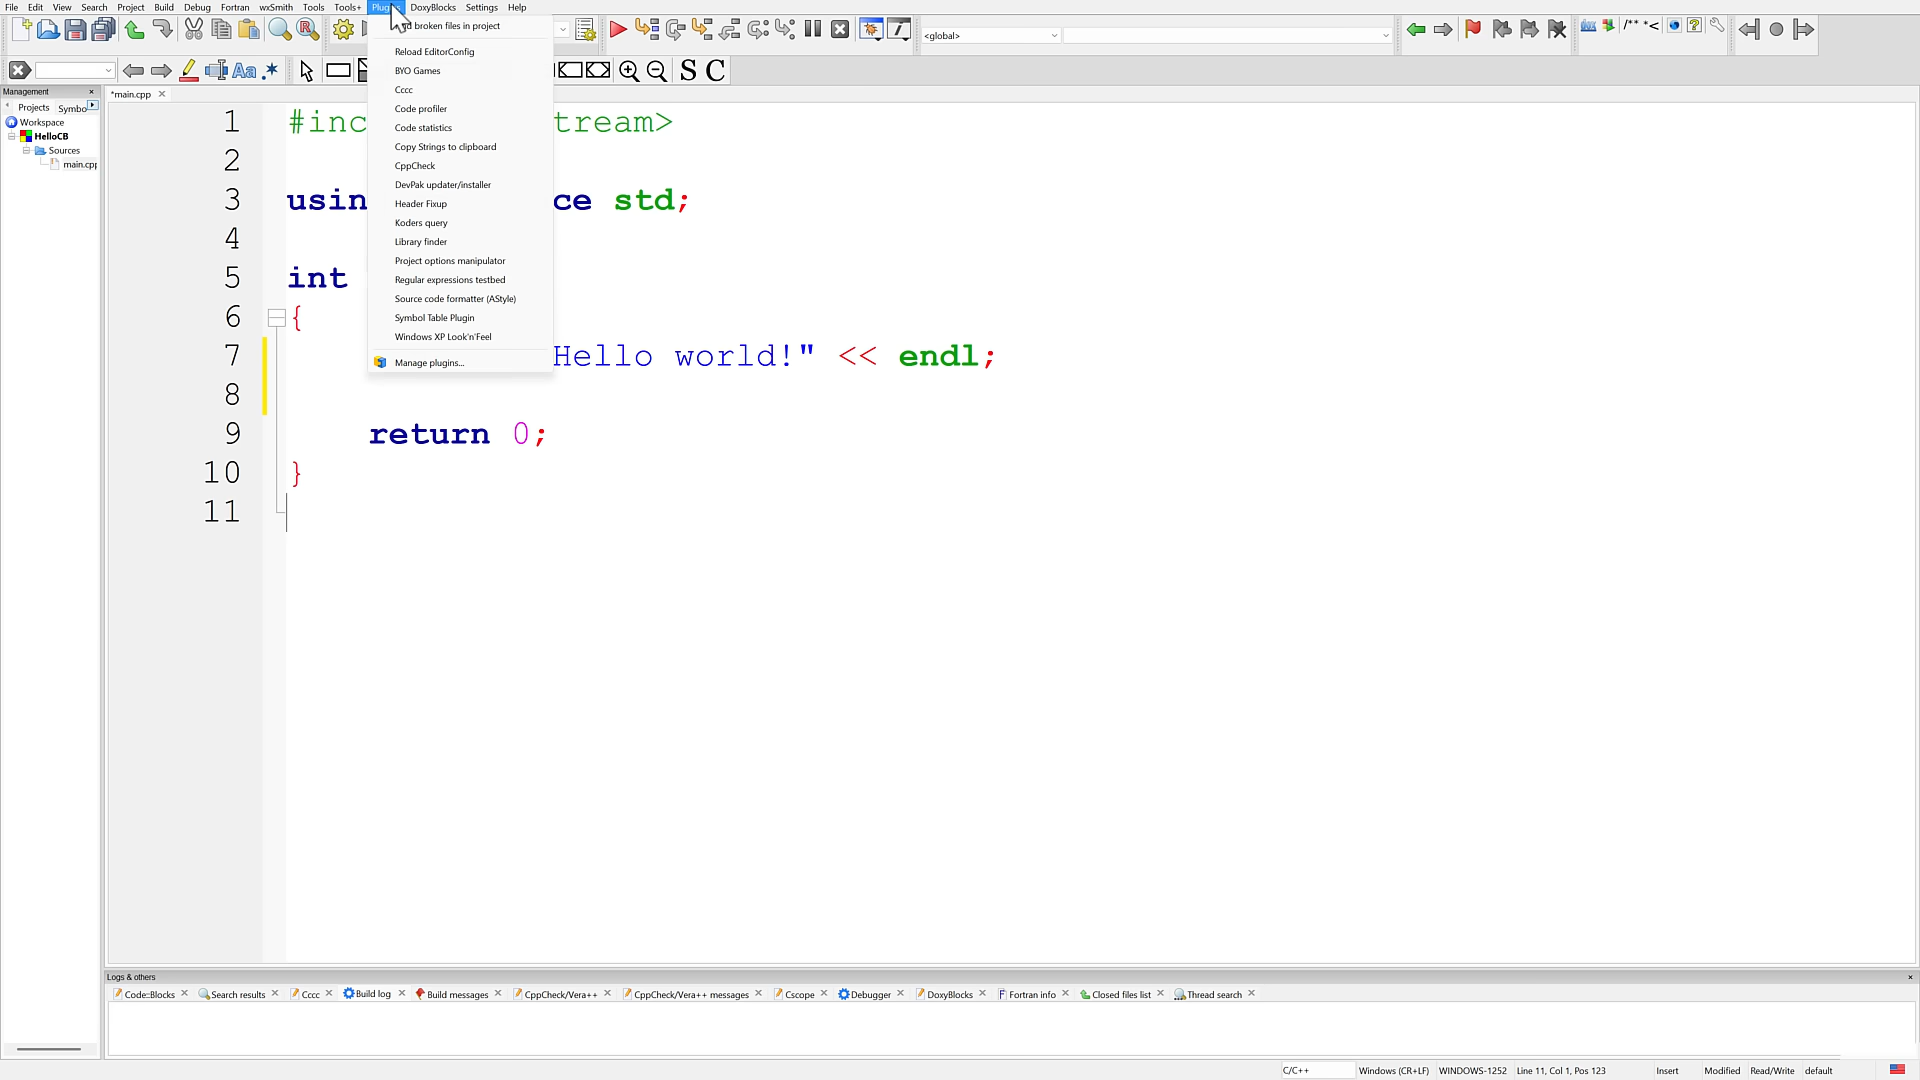 File Edit View Search Project Build Debug Fortran wxSmith Tools Tools+ DoxyBlocks Settings Help
broken files in project
<global>
Reload EditorConfig
S C
BYO Games
Cccc
Management
*main.cpp
Projects Symbo
Code profiler
Workspace
1 #inc tream>
Code statistics
HelloCB
Copy Strings to clipboard
Sources
2
main.cpp
CppCheck
DevPak updater/installer
3 usin ce std;
Header Fixup
Koders query
4
Library finder
Project options manipulator
5 int
Regular expressions testbed
Source code formatter (AStyle)
6 {
Symbol Table Plugin
Windows XP Look'n'Feel
7 Hello world!" << endl;
Manage plugins...
8
9 return 0;
10 }
11
Logs & others
Code::Blocks Search results Cccc Build log Build messages CppCheck/Vera++ CppCheck/Vera++ messages Cscope Debugger DoxyBlocks Fortran info Closed files list Thread search
C/C++ Windows (CR+LF) WINDOWS-1252 Line 11, Col 1, Pos 123 Insert Modified Read/Write default